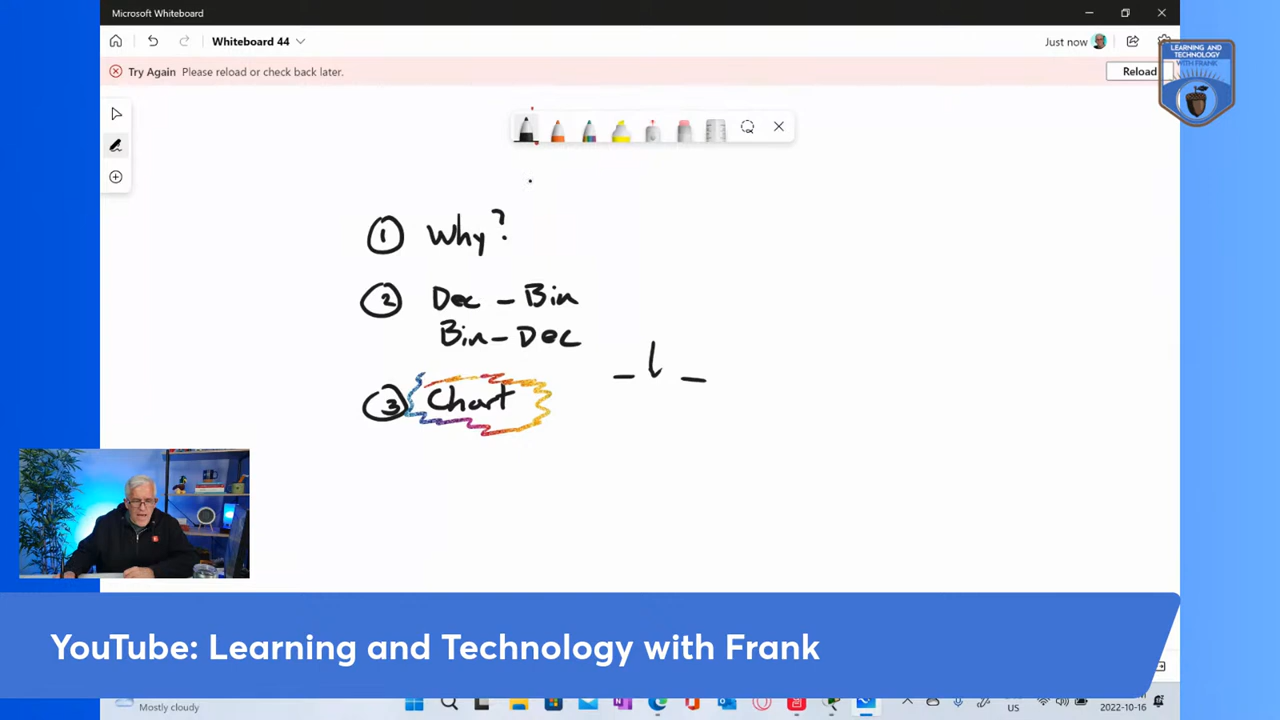 Microsoft Whiteboard
Whiteboard 44
Just now
Try Again Please reload or check back later.
Reload
LEARNING AND
TECHNOLOGY
WITH FRANK
① Why?
② Dec – Bin
Bin – Dec
③ Chart
YouTube: Learning and Technology with Frank
Mostly cloudy
US
2022-10-16